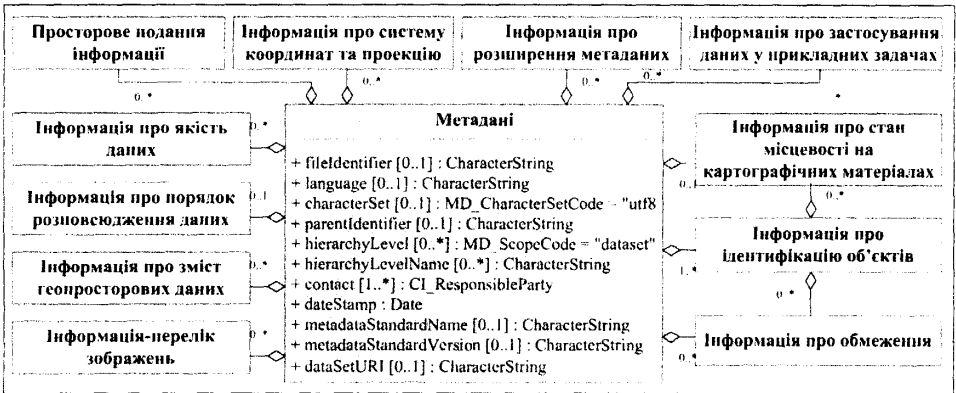 Просторове подання
інформації
Інформація про систему
координат та проекцію
Інформація про
розширення метаданих
Інформація про застосування
даних у прикладних задачах
0..*
0..*
0..*
0..*
Інформація про якість
даних
0..*
Інформація про порядок
розповсюдження даних
0..1
Інформація про зміст
геопросторових даних
0..*
Інформація-перелік
зображень
0..*
Метадані
+ fileIdentifier [0..1] : CharacterString
+ language [0..1] : CharacterString
+ characterSet [0..1] : MD_CharacterSetCode = "utf8
+ parentIdentifier [0..1] : CharacterString
+ hierarchyLevel [0..*] : MD_ScopeCode = "dataset"
+ hierarchyLevelName [0..*] : CharacterString
+ contact [1..*] : CI_ResponsibleParty
+ dateStamp : Date
+ metadataStandardName [0..1] : CharacterString
+ metadataStandardVersion [0..1] : CharacterString
+ dataSetURI [0..1] : CharacterString
*
Інформація про стан
місцевості на
картографічних матеріалах
0..*
Інформація про
ідентифікацію об'єктів
1..*
0..*
Інформація про обмеження
0..*